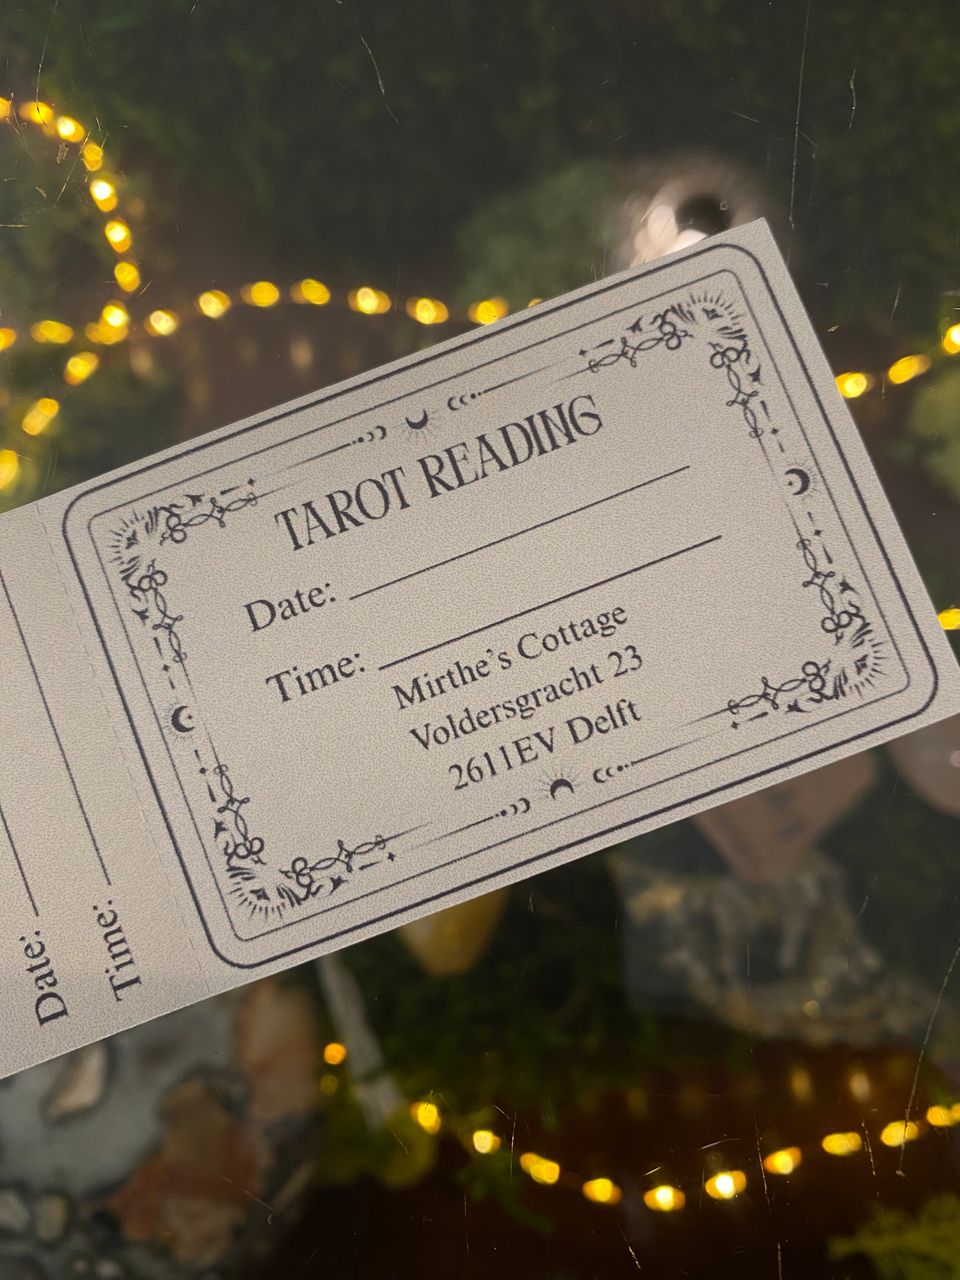 TAROT READING
Date:
Time:
Mirthe's Cottage
Voldersgracht 23
2611EV Delft
Date:
Time: